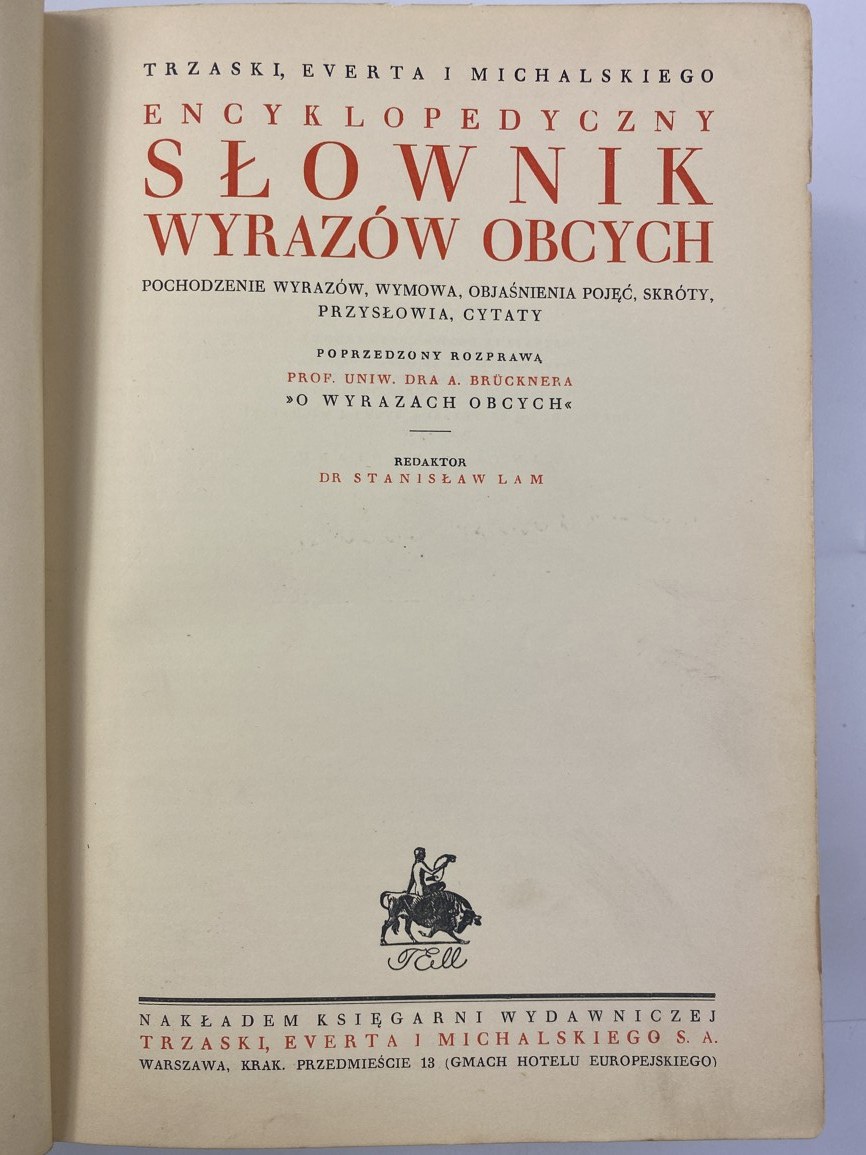 TRZASKI, EVERTA I MICHALSKIEGO
ENCYKLOPEDYCZNY
SŁOWNIK
WYRAZÓW OBCYCH
POCHODZENIE WYRAZÓW, WYMOWA, OBJAŚNIENIA POJĘĆ, SKRÓTY,
PRZYSŁOWIA, CYTATY
POPRZEDZONY ROZPRAWĄ
PROF. UNIW. DRA A. BRÜCKNERA
»O WYRAZACH OBCYCH«
REDAKTOR
DR STANISŁAW LAM
TEM
NAKŁADEM KSIĘGARNI WYDAWNICZEJ
TRZASKI, EVERTA I MICHALSKIEGO S. A.
WARSZAWA, KRAK. PRZEDMIEŚCIE 13 (GMACH HOTELU EUROPEJSKIEGO)